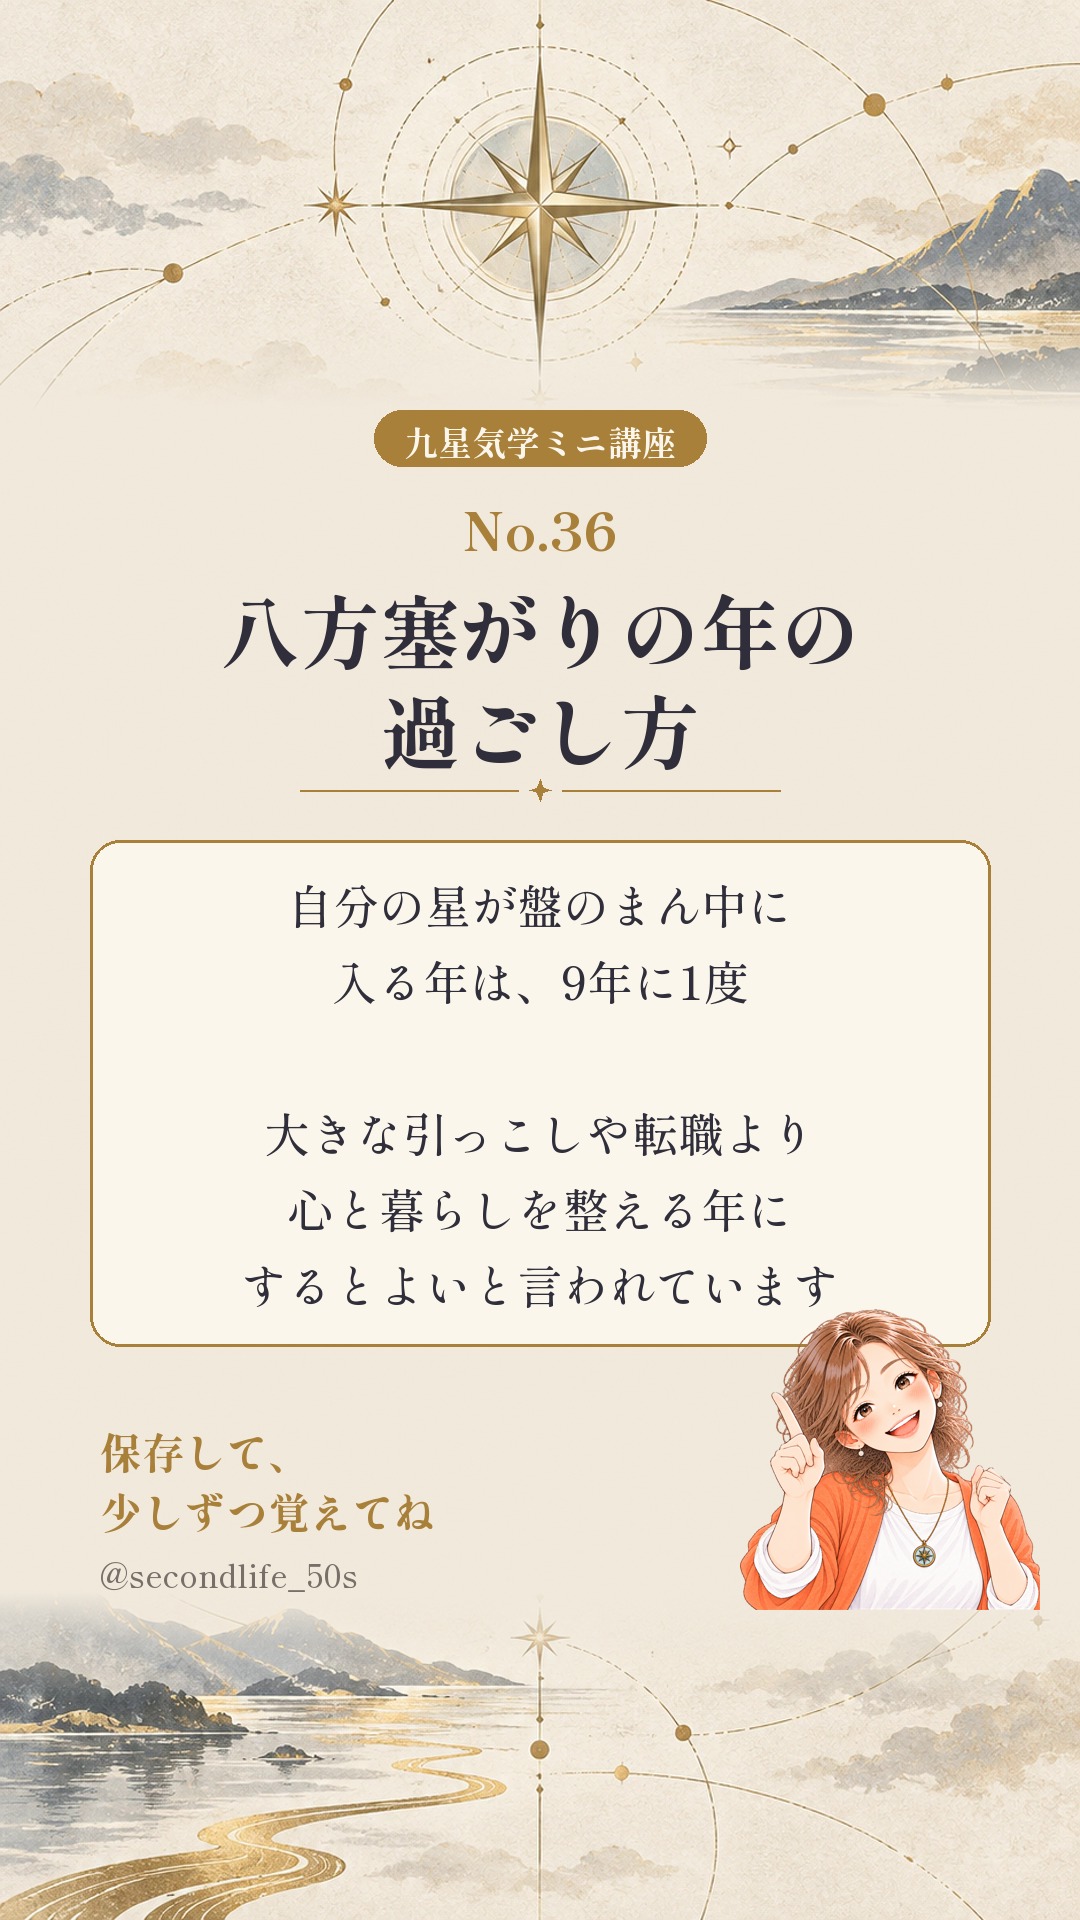 九星気学ミニ講座
No.36
八方塞がりの年の
過ごし方
自分の星が盤のまん中に
入る年は、9年に1度
大きな引っこしや転職より
心と暮らしを整える年に
するとよいと言われています
保存して、
少しずつ覚えてね
@secondlife_50s